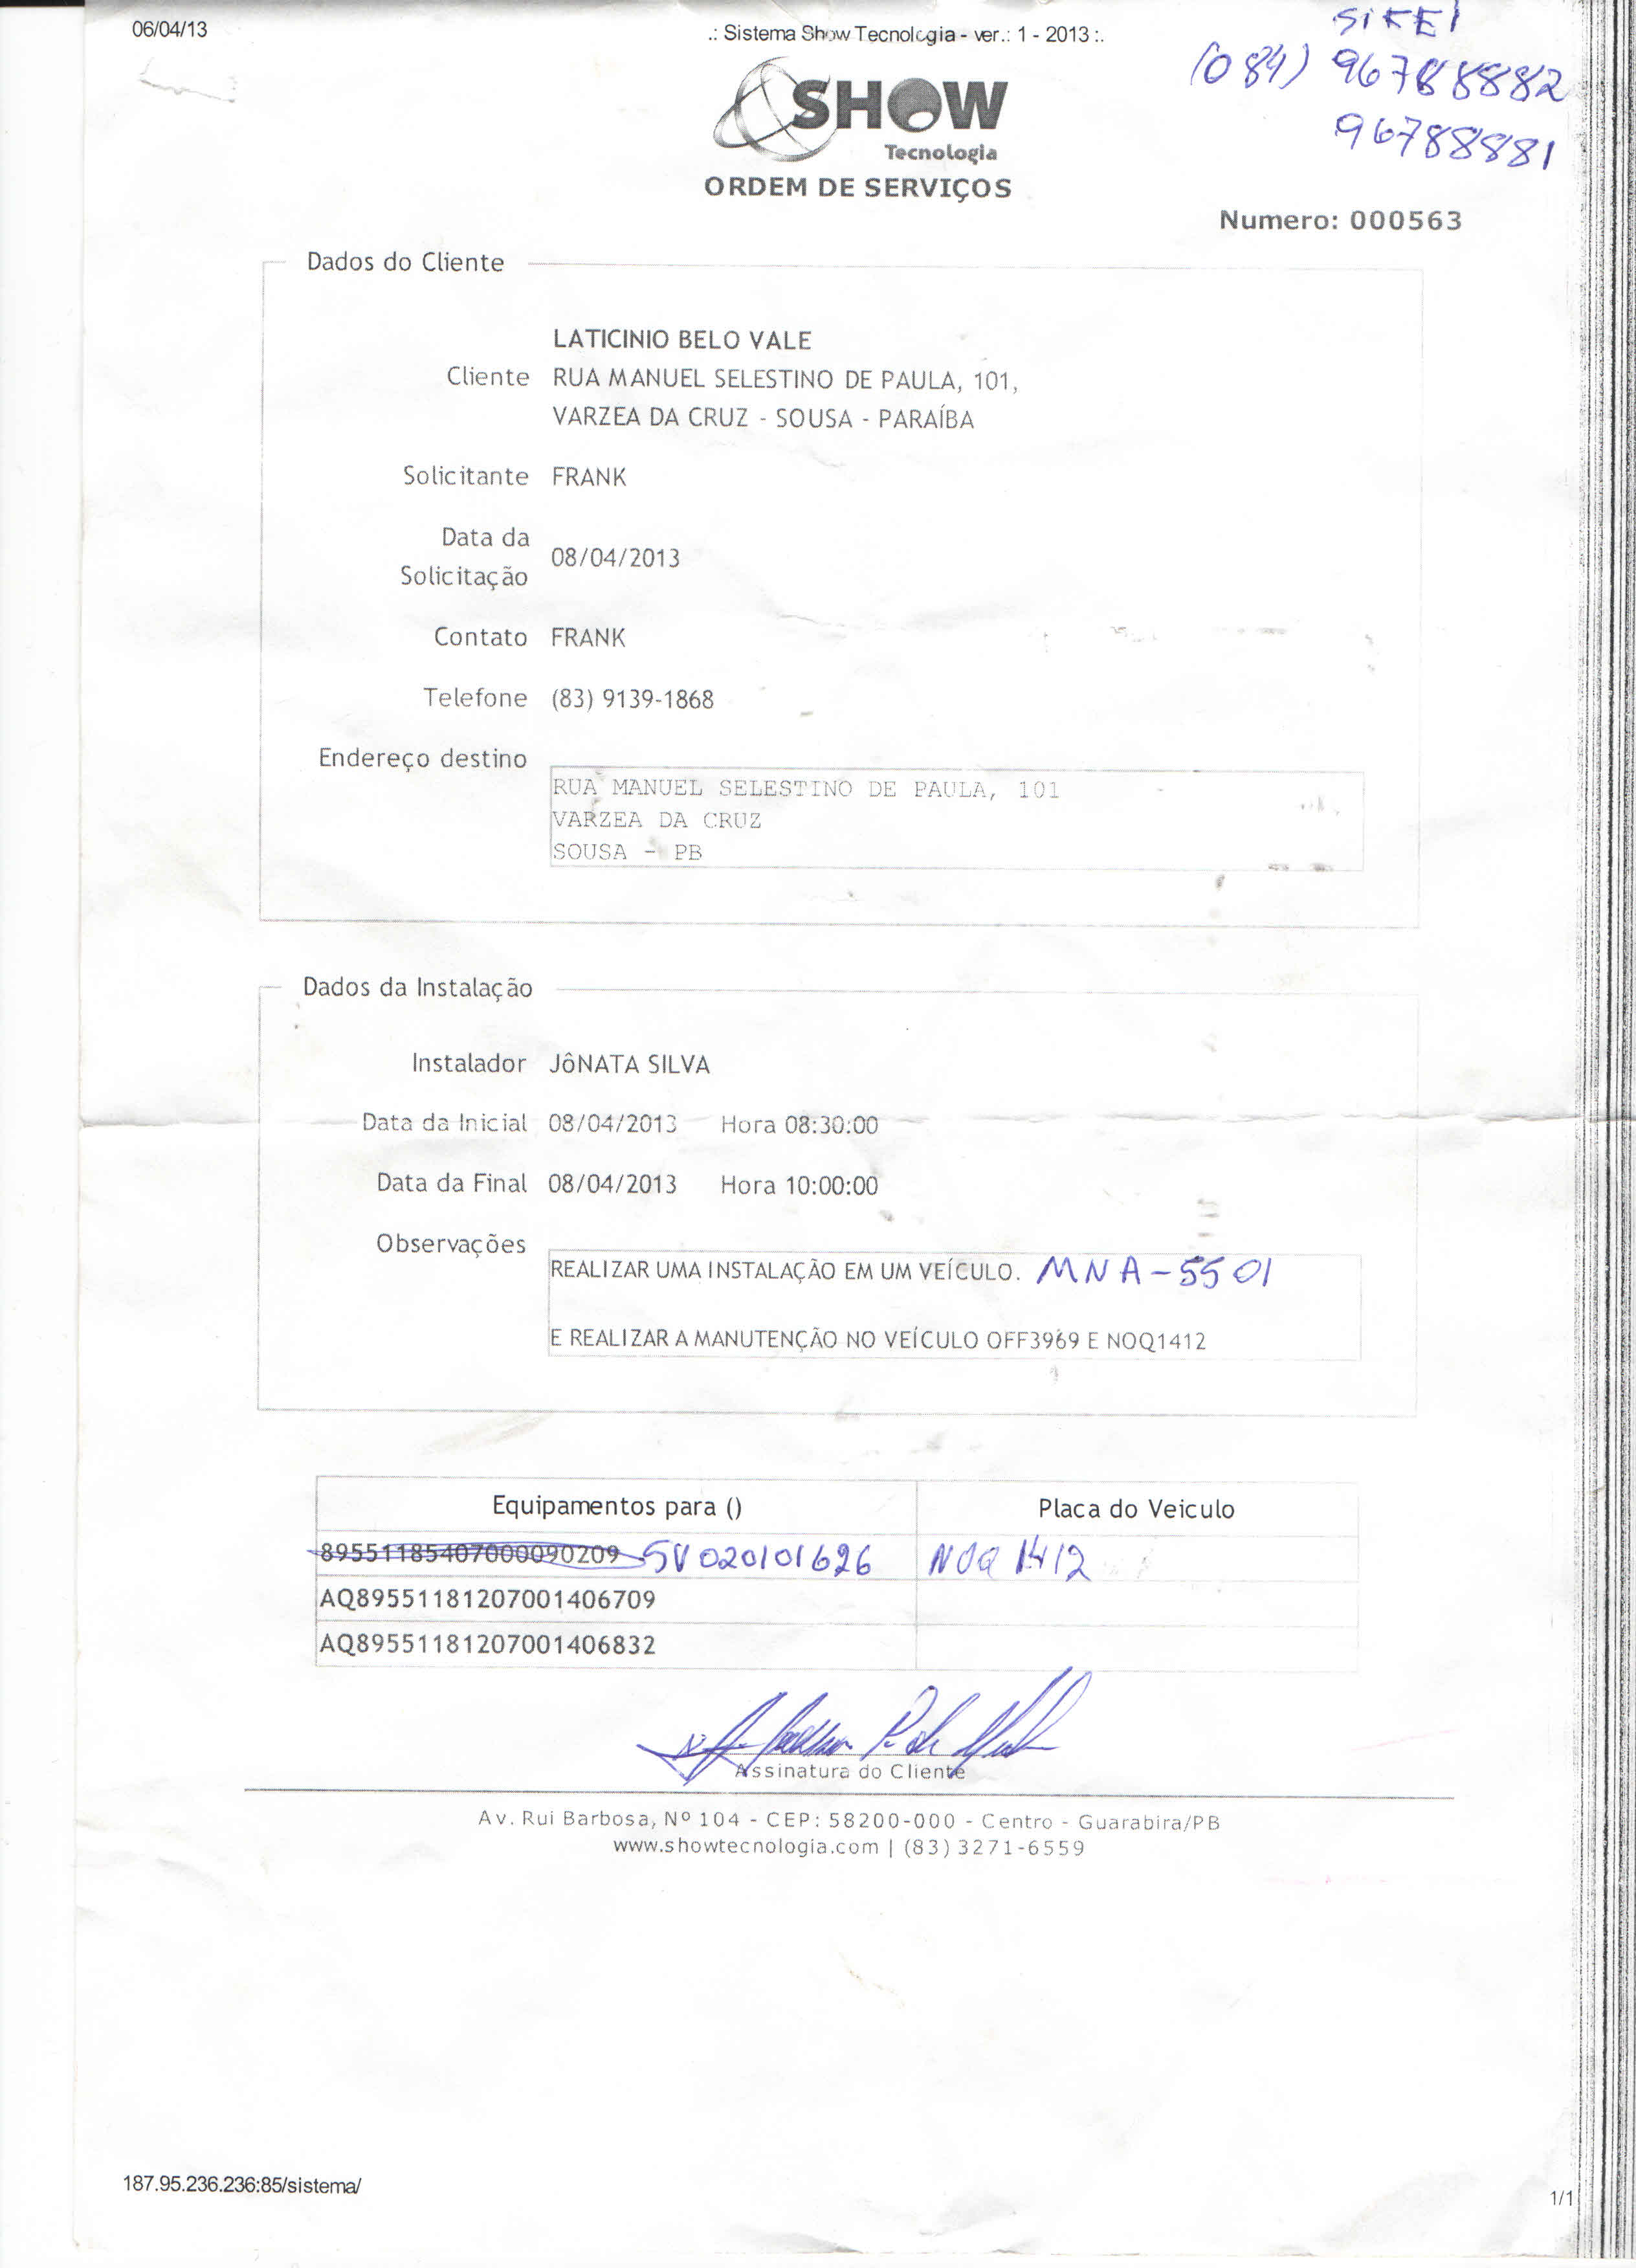 06/04/13
.: Sistema Show Tecnologia - ver.: 1 - 2013 :.
SIKEI
(084) 96788882
96788881
SHOW
Tecnologia
ORDEM DE SERVIÇOS
Numero: 000563
Dados do Cliente
LATICINIO BELO VALE
Cliente RUA MANUEL SELESTINO DE PAULA, 101,
VARZEA DA CRUZ - SOUSA - PARAÍBA
Solicitante FRANK
Data da
Solicitação 08/04/2013
Contato FRANK
Telefone (83) 9139-1868
Endereço destino
RUA MANUEL SELESTINO DE PAULA, 101
VARZEA DA CRUZ
SOUSA - PB
Dados da Instalação
Instalador JôNATA SILVA
Data da Inicial 08/04/2013 Hora 08:30:00
Data da Final 08/04/2013 Hora 10:00:00
Observações
REALIZAR UMA INSTALAÇÃO EM UM VEÍCULO. MNA-5501
E REALIZAR A MANUTENÇÃO NO VEÍCULO OFF3969 E NOQ1412
Equipamentos para () Placa do Veiculo
89551185407000090209 SV020101626 NOQ 1412
AQ89551181207001406709
AQ89551181207001406832
Assinatura do Cliente
Av. Rui Barbosa, Nº 104 - CEP: 58200-000 - Centro - Guarabira/PB
www.showtecnologia.com | (83) 3271-6559
187.95.236.236:85/sistema/
1/1